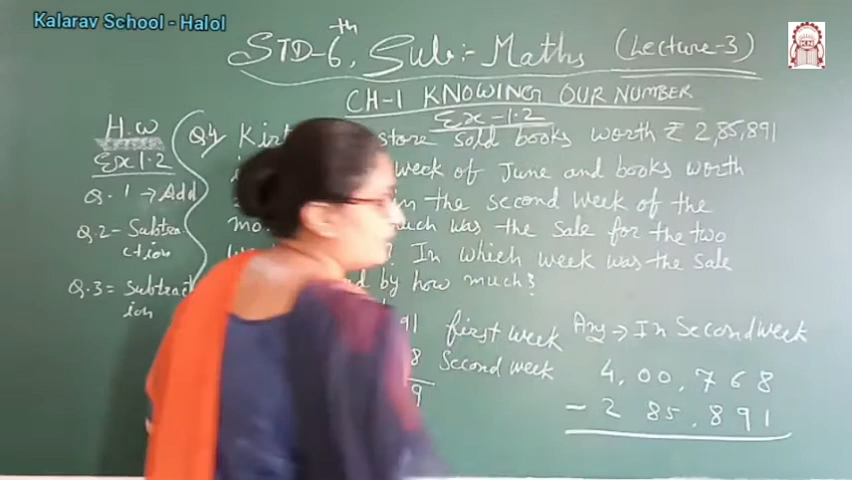 Kalarav School - Halol
STD-6th, Sub:- Maths (Lecture-3)
CH-1 KNOWING OUR NUMBER
Ex-1.2
H.W
Ex 1.2
Q.1 → Add
Q.2 - Subtra-
ction
Q.3 = Subtract
ion
Q4 store sold books worth ₹ 2,85,891
week of June and books worth
in the second week of the
was the sale for the two
In which week was the sale
by how much?
91 first week
8 Second week
9
Ans → In Second week
4,00,768
- 2 85,891